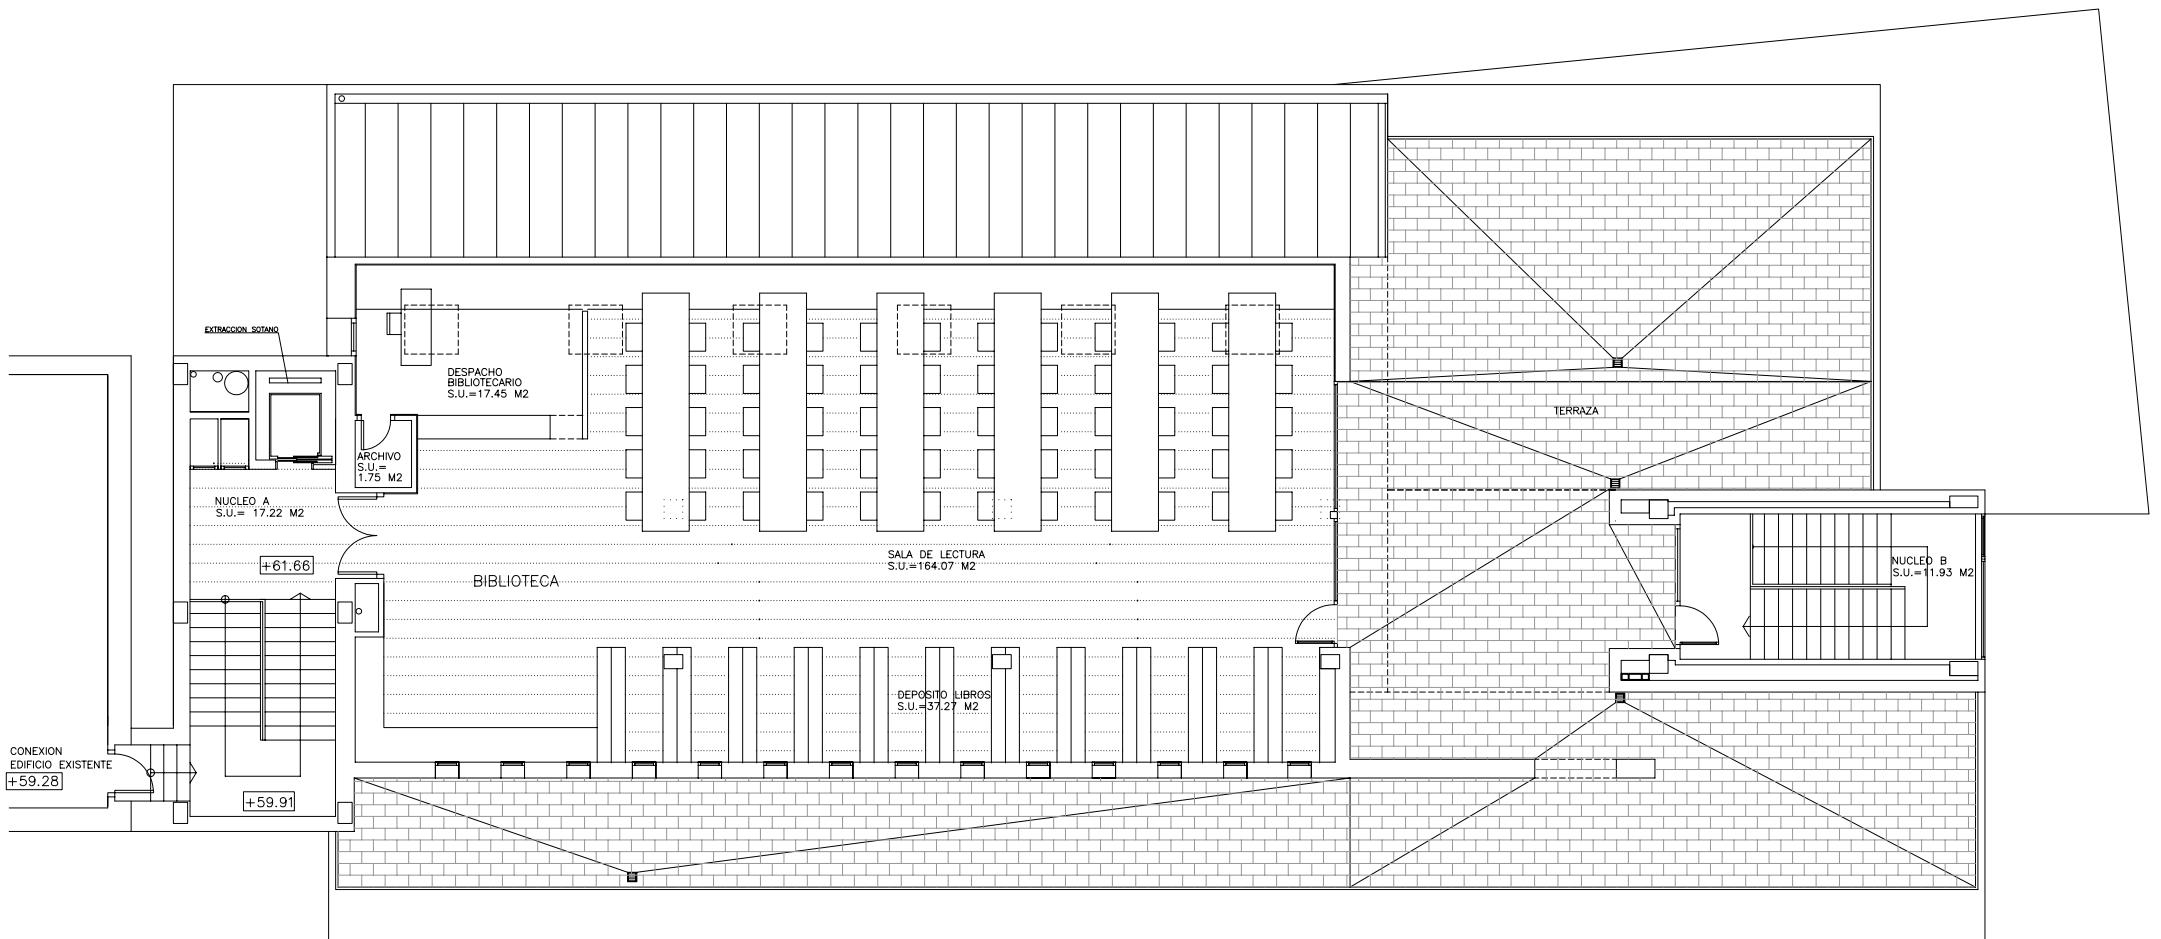 EXTRACCION SOTANO
DESPACHO
BIBLIOTECARIO
S.U.=17.45 M2
TERRAZA
ARCHIVO
S.U.=
1.75 M2
NUCLEO A
S.U.= 17.22 M2
+61.66
BIBLIOTECA
SALA DE LECTURA
S.U.=164.07 M2
NUCLEO B
S.U.=11.93 M2
DEPOSITO LIBROS
S.U.=37.27 M2
CONEXION
EDIFICIO EXISTENTE
+59.28
+59.91